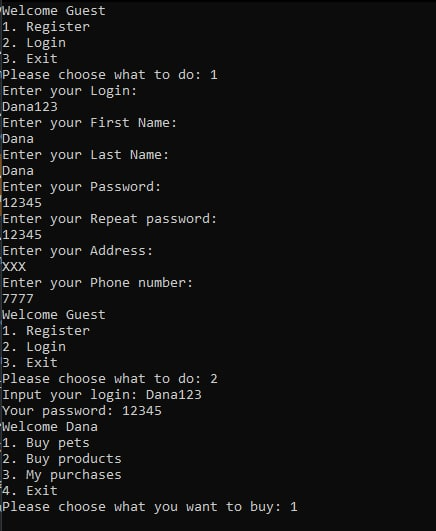 Welcome Guest
1. Register
2. Login
3. Exit
Please choose what to do: 1
Enter your Login:
Dana123
Enter your First Name:
Dana
Enter your Last Name:
Dana
Enter your Password:
12345
Enter your Repeat password:
12345
Enter your Address:
XXX
Enter your Phone number:
7777
Welcome Guest
1. Register
2. Login
3. Exit
Please choose what to do: 2
Input your login: Dana123
Your password: 12345
Welcome Dana
1. Buy pets
2. Buy products
3. My purchases
4. Exit
Please choose what you want to buy: 1